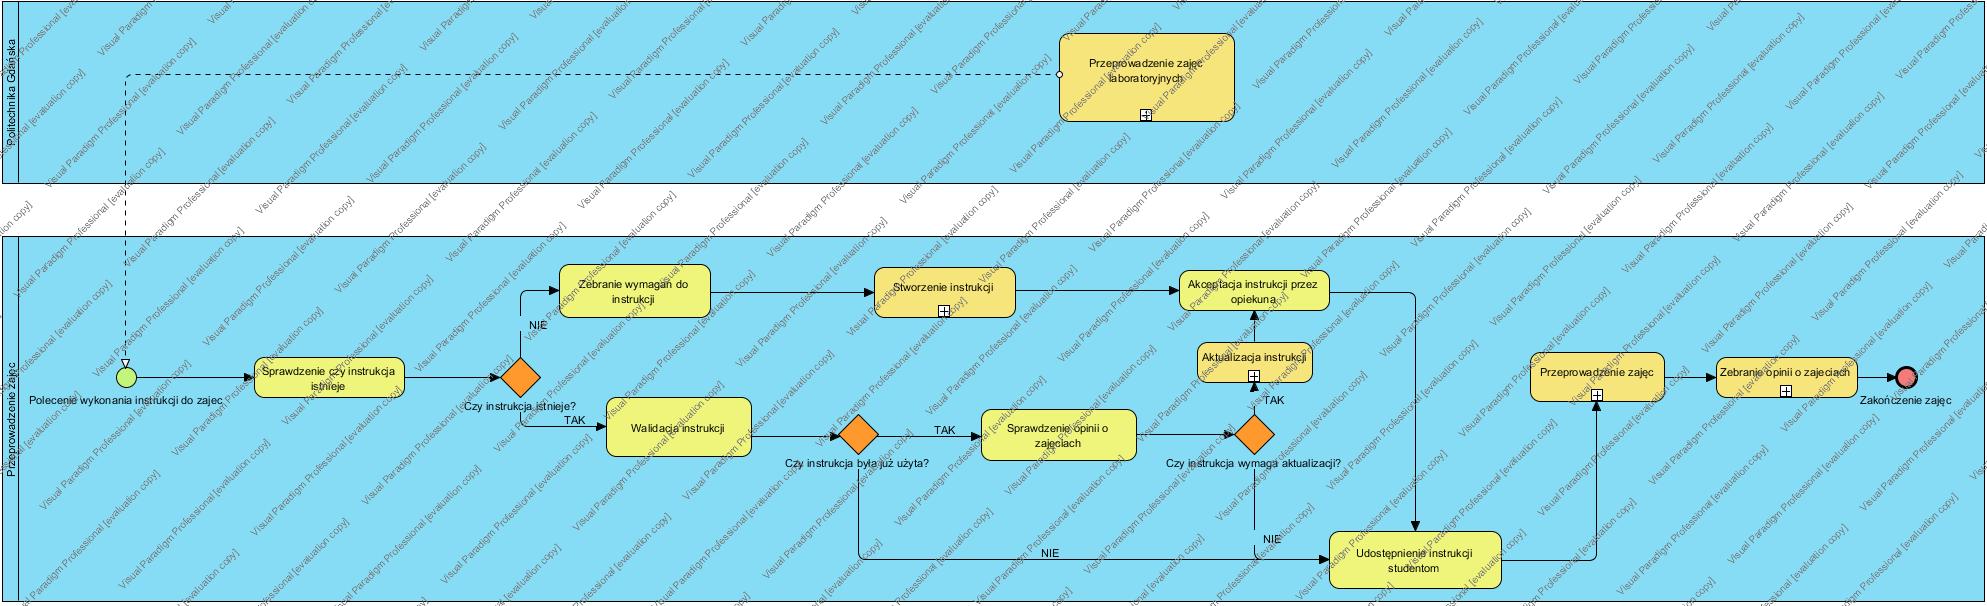 Politechnika Gdańska
Przeprowadzenie zajęć
laboratoryjnych
Przeprowadzenie zajęć
Polecenie wykonania instrukcji do zajec
Sprawdzenie czy instrukcja
istnieje
Czy instrukcja istnieje?
NIE
Zebranie wymagań do
instrukcji
Stworzenie instrukcji
Akceptacja instrukcji przez
opiekuna
TAK
Walidacja instrukcji
Czy instrukcja była już użyta?
TAK
Sprawdzenie opinii o
zajęciach
Czy instrukcja wymaga aktualizacji?
TAK
Aktualizacja instrukcji
NIE
NIE
Udostępnienie instrukcji
studentom
Przeprowadzenie zajęć
Zebranie opinii o zajeciach
Zakończenie zajęc
Visual Paradigm Professional [evaluation copy]